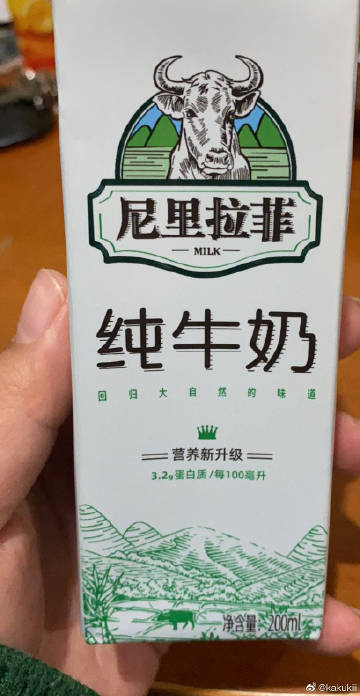 尼里拉菲
MILK
纯牛奶
回归大自然的味道
营养新升级
3.2g蛋白质/每100毫升
净含量：200ml
@kakukii